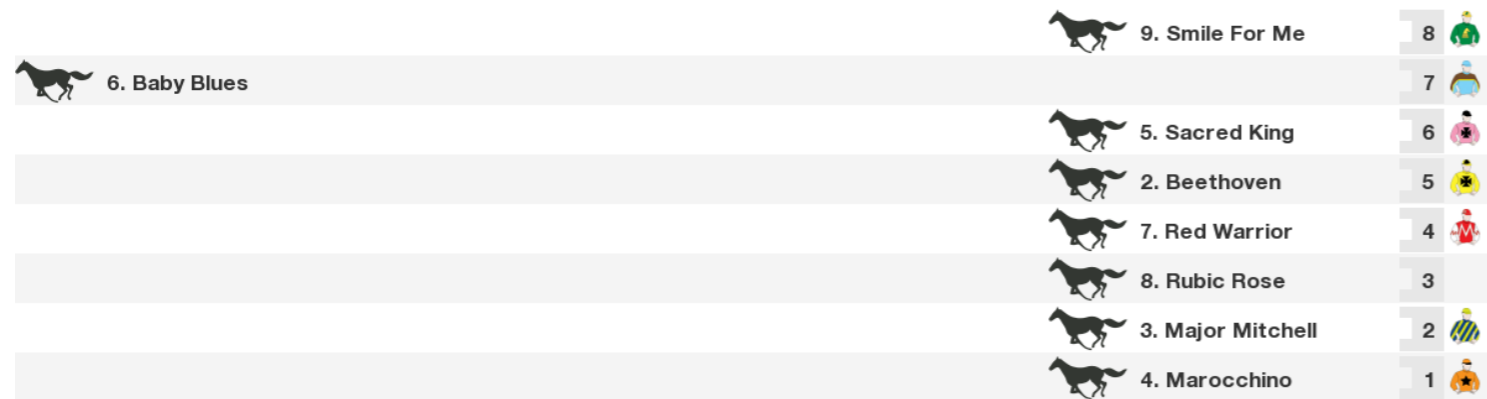 9. Smile For Me 8
6. Baby Blues 7
5. Sacred King 6
2. Beethoven 5
7. Red Warrior 4
8. Rubic Rose 3
3. Major Mitchell 2
4. Marocchino 1